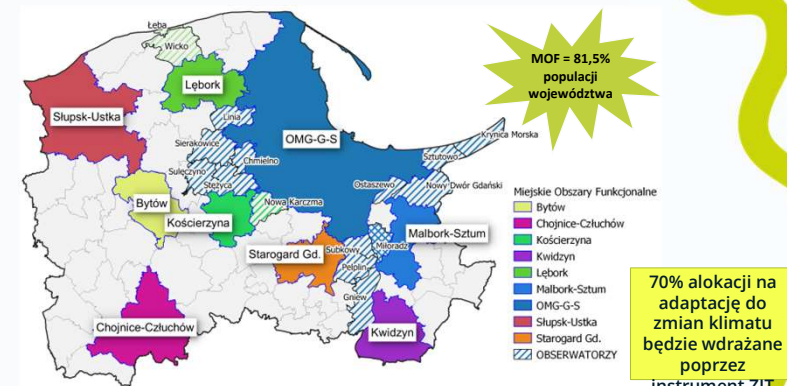 Łeba
Wicko
Lębork
Słupsk-Ustka
Linia
OMG-G-S
Sierakowice
Chmielno
Sulęczyno
Stężyca
Krynica Morska
Sztutowo
Ostaszewo
Nowy Dwór Gdański
Bytów
Nowa Karczma
Kościerzyna
Malbork-Sztum
Starogard Gd.
Subkowy
Miłoradz
Pelplin
Gniew
Chojnice-Człuchów
Kwidzyn
MOF = 81,5%
populacji
województwa
Miejskie Obszary Funkcjonalne
Bytów
Chojnice-Człuchów
Kościerzyna
Kwidzyn
Lębork
Malbork-Sztum
OMG-G-S
Słupsk-Ustka
Starogard Gd.
OBSERWATORZY
70% alokacji na
adaptację do
zmian klimatu
będzie wdrażane
poprzez
instrument ZIT